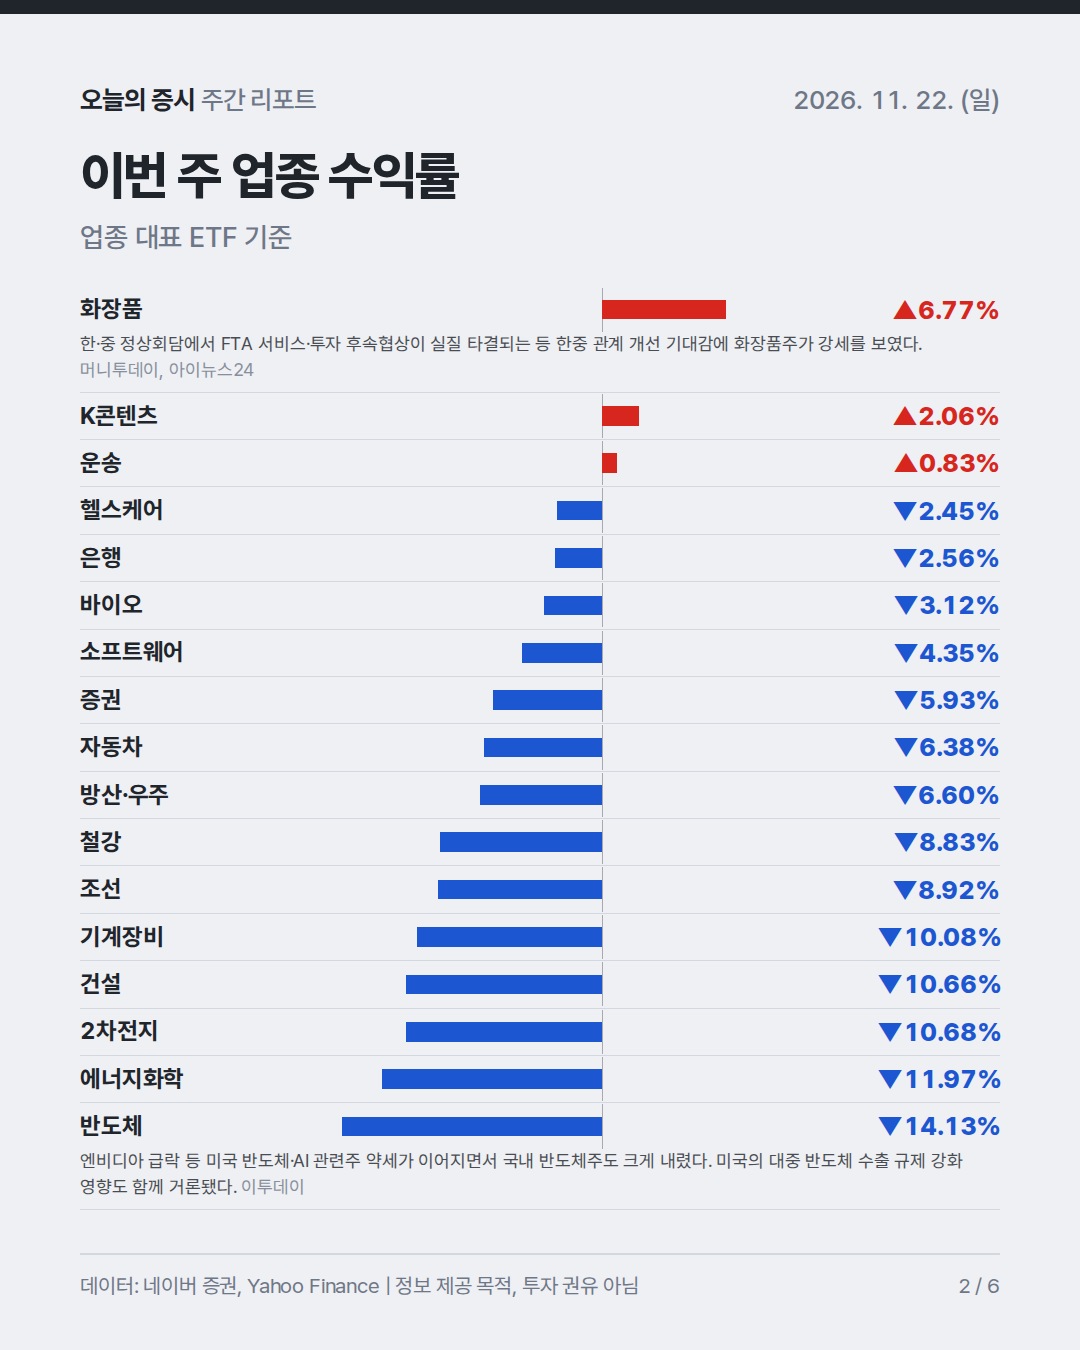 오늘의 증시 주간 리포트
2026. 11. 22. (일)
이번 주 업종 수익률
업종 대표 ETF 기준
화장품 ▲6.77%
한·중 정상회담에서 FTA 서비스·투자 후속협상이 실질 타결되는 등 한중 관계 개선 기대감에 화장품주가 강세를 보였다.
머니투데이, 아이뉴스24
K콘텐츠 ▲2.06%
운송 ▲0.83%
헬스케어 ▼2.45%
은행 ▼2.56%
바이오 ▼3.12%
소프트웨어 ▼4.35%
증권 ▼5.93%
자동차 ▼6.38%
방산·우주 ▼6.60%
철강 ▼8.83%
조선 ▼8.92%
기계장비 ▼10.08%
건설 ▼10.66%
2차전지 ▼10.68%
에너지화학 ▼11.97%
반도체 ▼14.13%
엔비디아 급락 등 미국 반도체·AI 관련주 약세가 이어지면서 국내 반도체주도 크게 내렸다. 미국의 대중 반도체 수출 규제 강화
영향도 함께 거론됐다. 이투데이
데이터: 네이버 증권, Yahoo Finance | 정보 제공 목적, 투자 권유 아님
2 / 6